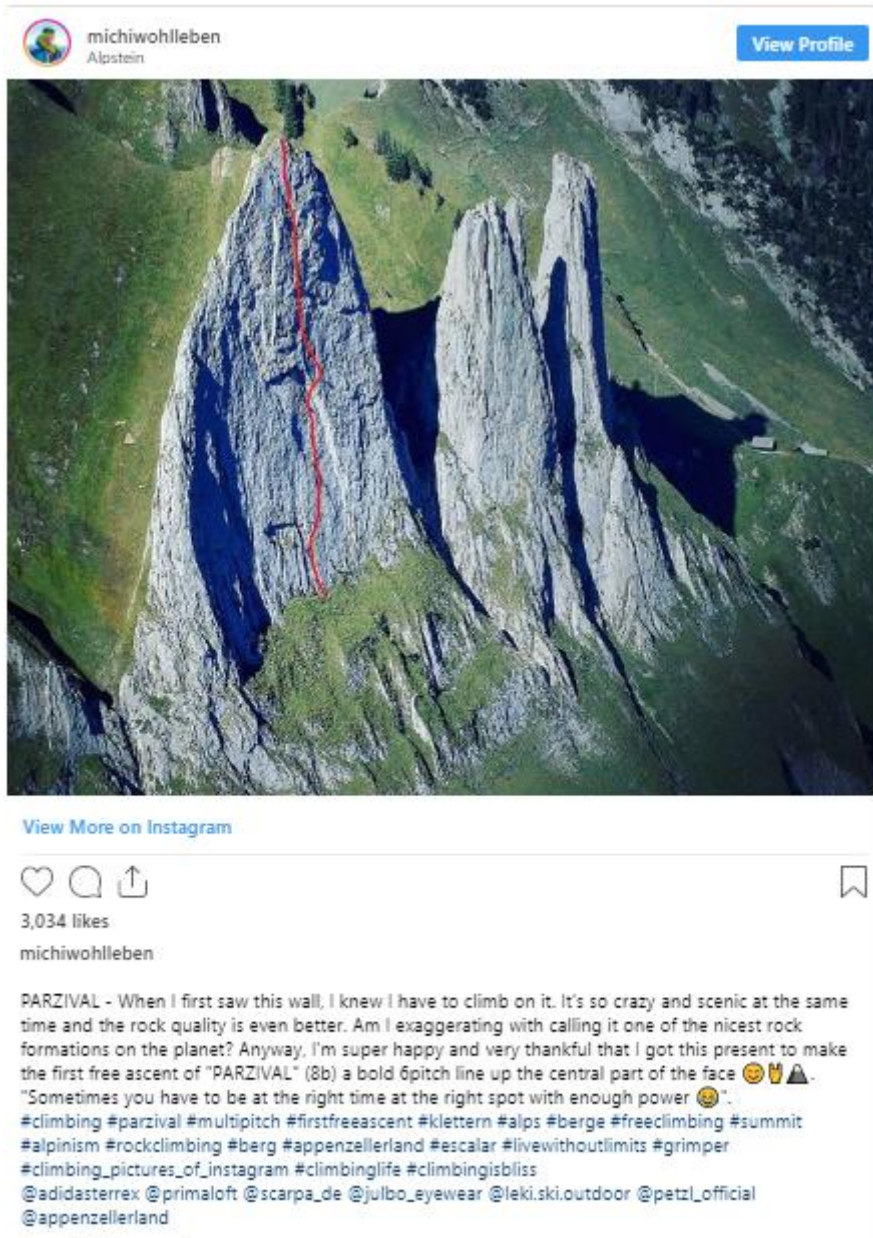 michiwohlleben
Alpstein
View Profile
View More on Instagram
3,034 likes
michiwohlleben
PARZIVAL - When I first saw this wall, I knew I have to climb on it. It's so crazy and scenic at the same
time and the rock quality is even better. Am I exaggerating with calling it one of the nicest rock
formations on the planet? Anyway, I'm super happy and very thankful that I got this present to make
the first free ascent of "PARZIVAL" (8b) a bold 6pitch line up the central part of the face 😊🤘⛰.
"Sometimes you have to be at the right time at the right spot with enough power 😄".
#climbing #parzival #multipitch #firstfreeascent #klettern #alps #berge #freeclimbing #summit
#alpinism #rockclimbing #berg #appenzellerland #escalar #livewithoutlimits #grimper
#climbing_pictures_of_instagram #climbinglife #climbingisbliss
@adidasterrex @primaloft @scarpa_de @julbo_eyewear @leki.ski.outdoor @petzl_official
@appenzellerland